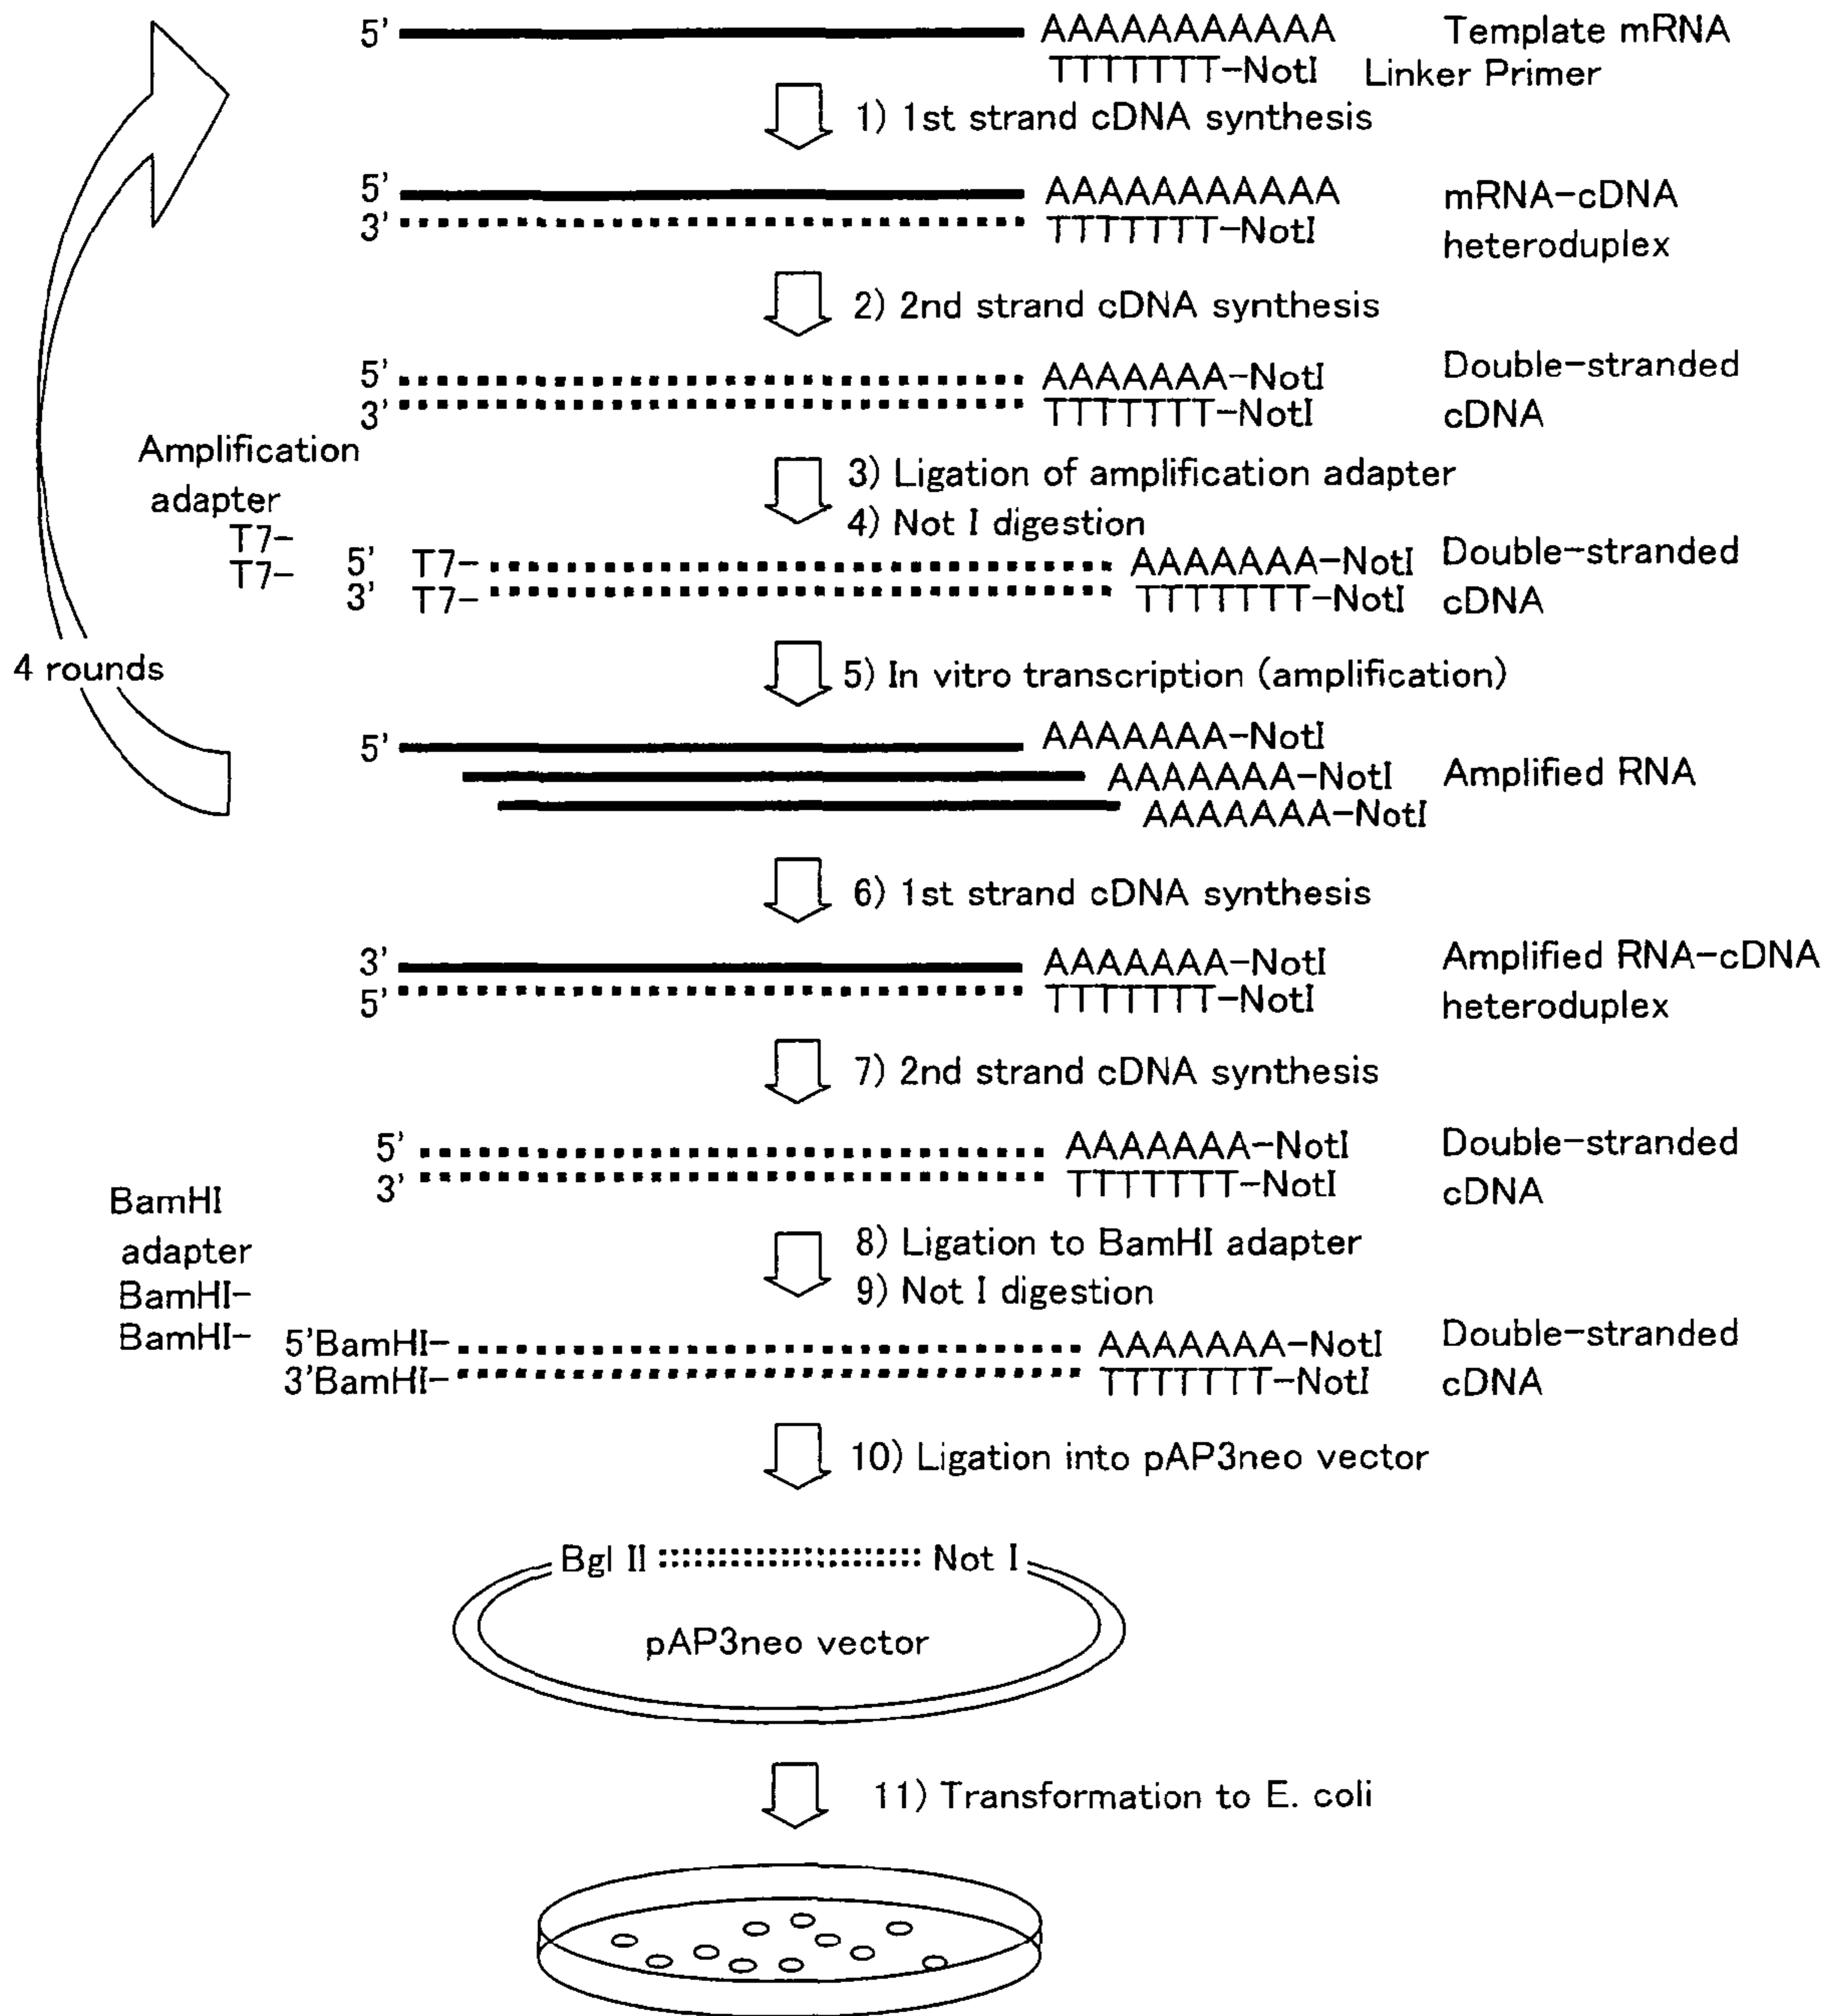 5' AAAAAAAAAAA Template mRNA
TTTTTTT-NotI Linker Primer
1) 1st strand cDNA synthesis
5' AAAAAAAAAAA mRNA-cDNA
3' TTTTTTT-NotI heteroduplex
2) 2nd strand cDNA synthesis
5' AAAAAAA-NotI Double-stranded
3' TTTTTTT-NotI cDNA
Amplification
adapter
T7-
T7-
3) Ligation of amplification adapter
4) Not I digestion
5' T7- AAAAAAA-NotI Double-stranded
3' T7- TTTTTTT-NotI cDNA
4 rounds
5) In vitro transcription (amplification)
5' AAAAAAA-NotI
AAAAAAA-NotI Amplified RNA
AAAAAAA-NotI
6) 1st strand cDNA synthesis
3' AAAAAAA-NotI Amplified RNA-cDNA
5' TTTTTTT-NotI heteroduplex
7) 2nd strand cDNA synthesis
5' AAAAAAA-NotI Double-stranded
3' TTTTTTT-NotI cDNA
BamHI
adapter
BamHI-
BamHI-
8) Ligation to BamHI adapter
9) Not I digestion
5'BamHI- AAAAAAA-NotI Double-stranded
3'BamHI- TTTTTTT-NotI cDNA
10) Ligation into pAP3neo vector
Bgl II Not I
pAP3neo vector
11) Transformation to E. coli